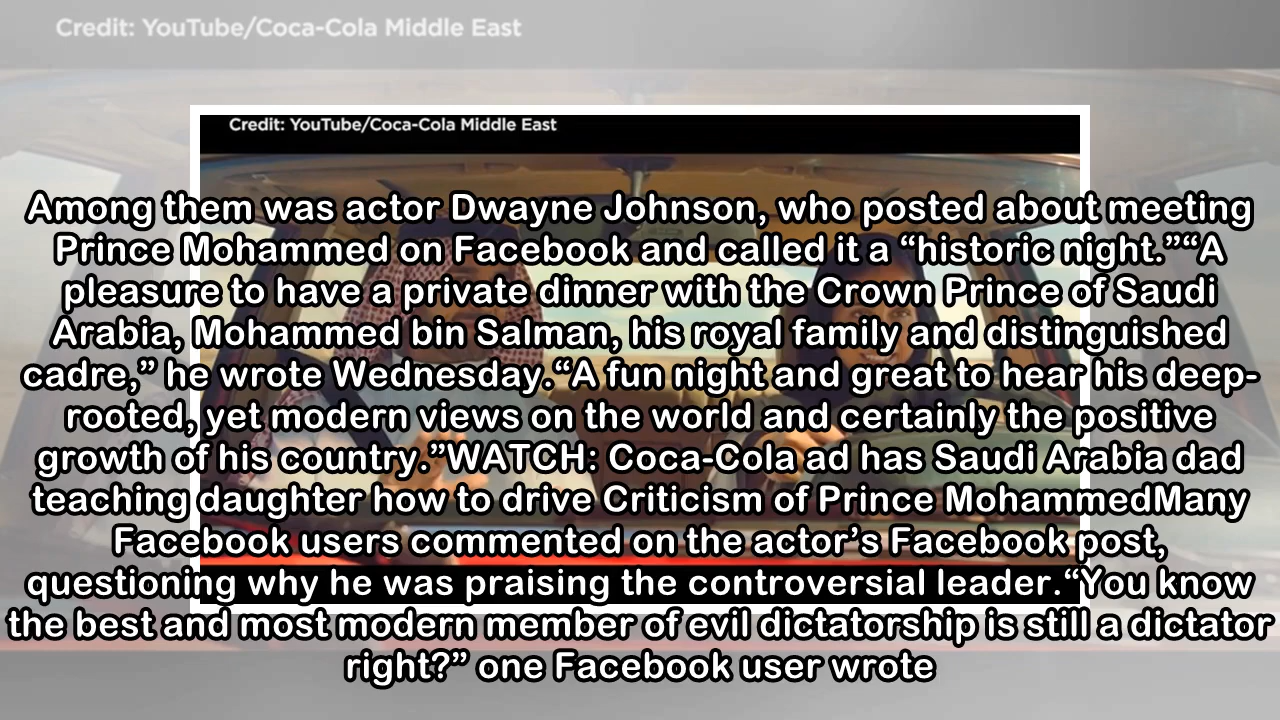 Credit: YouTube/Coca-Cola Middle East
Credit: YouTube/Coca-Cola Middle East
Among them was actor Dwayne Johnson, who posted about meeting
Prince Mohammed on Facebook and called it a “historic night.”“A
pleasure to have a private dinner with the Crown Prince of Saudi
Arabia, Mohammed bin Salman, his royal family and distinguished
cadre,” he wrote Wednesday.“A fun night and great to hear his deep-
rooted, yet modern views on the world and certainly the positive
growth of his country.”WATCH: Coca-Cola ad has Saudi Arabia dad
teaching daughter how to drive Criticism of Prince MohammedMany
Facebook users commented on the actor’s Facebook post,
questioning why he was praising the controversial leader.“You know
the best and most modern member of evil dictatorship is still a dictator
right?” one Facebook user wrote